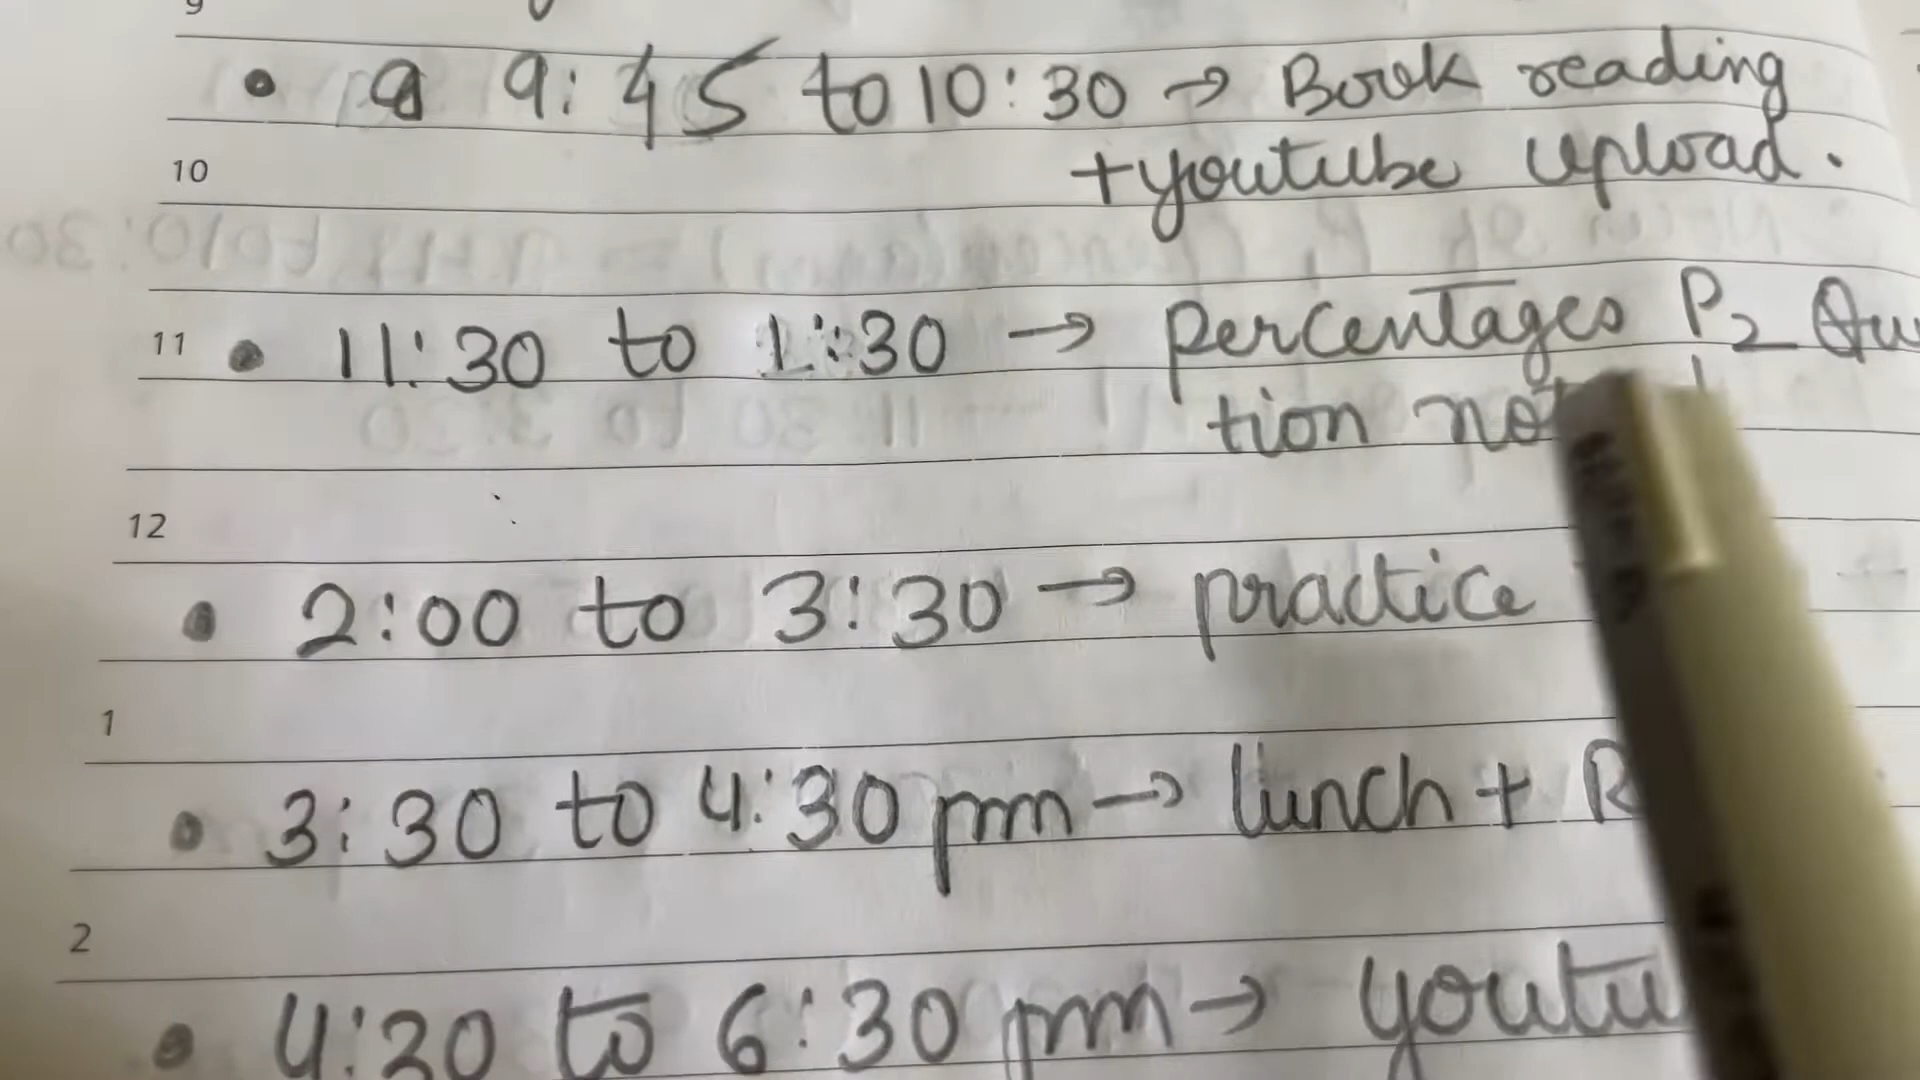 9
• 9:45 to 10:30 → Book reading
10
+youtube upload.
11 • 11:30 to 1:30 → percentages P2
tion
12
• 2:00 to 3:30 → practice
1
• 3:30 to 4:30 pm → lunch +
2
• 4:30 to 6:30 pm →